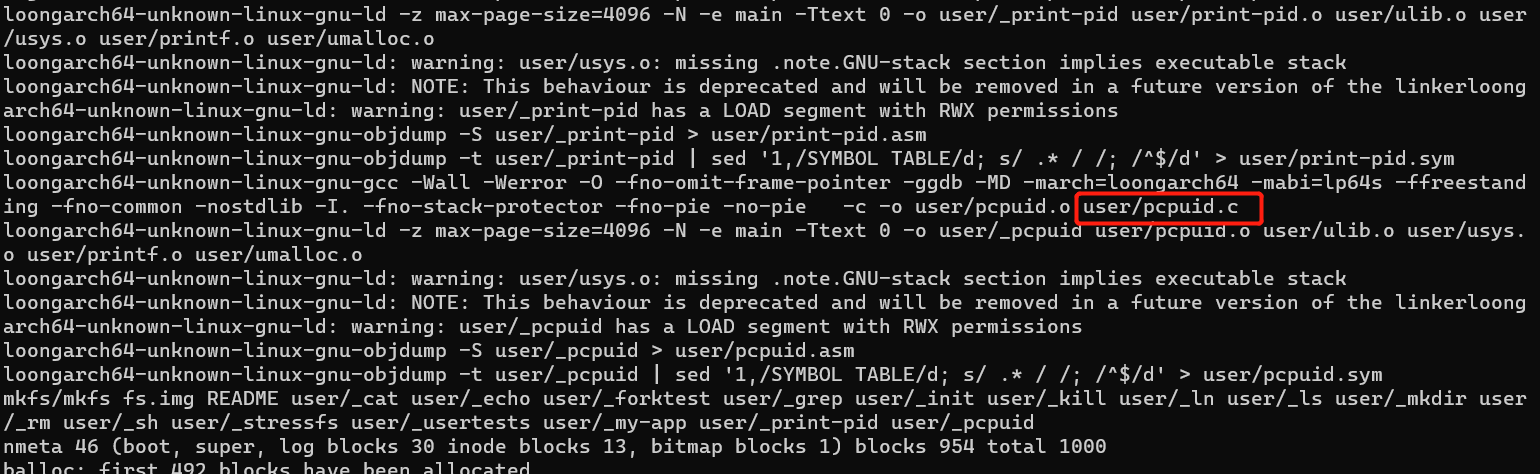 loongarch64-unknown-linux-gnu-ld -z max-page-size=4096 -N -e main -Ttext 0 -o user/_print-pid user/print-pid.o user/ulib.o user
/usys.o user/printf.o user/umalloc.o
loongarch64-unknown-linux-gnu-ld: warning: user/usys.o: missing .note.GNU-stack section implies executable stack
loongarch64-unknown-linux-gnu-ld: NOTE: This behaviour is deprecated and will be removed in a future version of the linkerloong
arch64-unknown-linux-gnu-ld: warning: user/_print-pid has a LOAD segment with RWX permissions
loongarch64-unknown-linux-gnu-objdump -S user/_print-pid > user/print-pid.asm
loongarch64-unknown-linux-gnu-objdump -t user/_print-pid | sed '1,/SYMBOL TABLE/d; s/ .* / /; /^$/d' > user/print-pid.sym
loongarch64-unknown-linux-gnu-gcc -Wall -Werror -O -fno-omit-frame-pointer -ggdb -MD -march=loongarch64 -mabi=lp64s -ffreestand
ing -fno-common -nostdlib -I. -fno-stack-protector -fno-pie -no-pie   -c -o user/pcpuid.o user/pcpuid.c
loongarch64-unknown-linux-gnu-ld -z max-page-size=4096 -N -e main -Ttext 0 -o user/_pcpuid user/pcpuid.o user/ulib.o user/usys.
o user/printf.o user/umalloc.o
loongarch64-unknown-linux-gnu-ld: warning: user/usys.o: missing .note.GNU-stack section implies executable stack
loongarch64-unknown-linux-gnu-ld: NOTE: This behaviour is deprecated and will be removed in a future version of the linkerloong
arch64-unknown-linux-gnu-ld: warning: user/_pcpuid has a LOAD segment with RWX permissions
loongarch64-unknown-linux-gnu-objdump -S user/_pcpuid > user/pcpuid.asm
loongarch64-unknown-linux-gnu-objdump -t user/_pcpuid | sed '1,/SYMBOL TABLE/d; s/ .* / /; /^$/d' > user/pcpuid.sym
mkfs/mkfs fs.img README user/_cat user/_echo user/_forktest user/_grep user/_init user/_kill user/_ln user/_ls user/_mkdir user
/_rm user/_sh user/_stressfs user/_usertests user/_my-app user/_print-pid user/_pcpuid
nmeta 46 (boot, super, log blocks 30 inode blocks 13, bitmap blocks 1) blocks 954 total 1000
balloc: first 492 blocks have been allocated